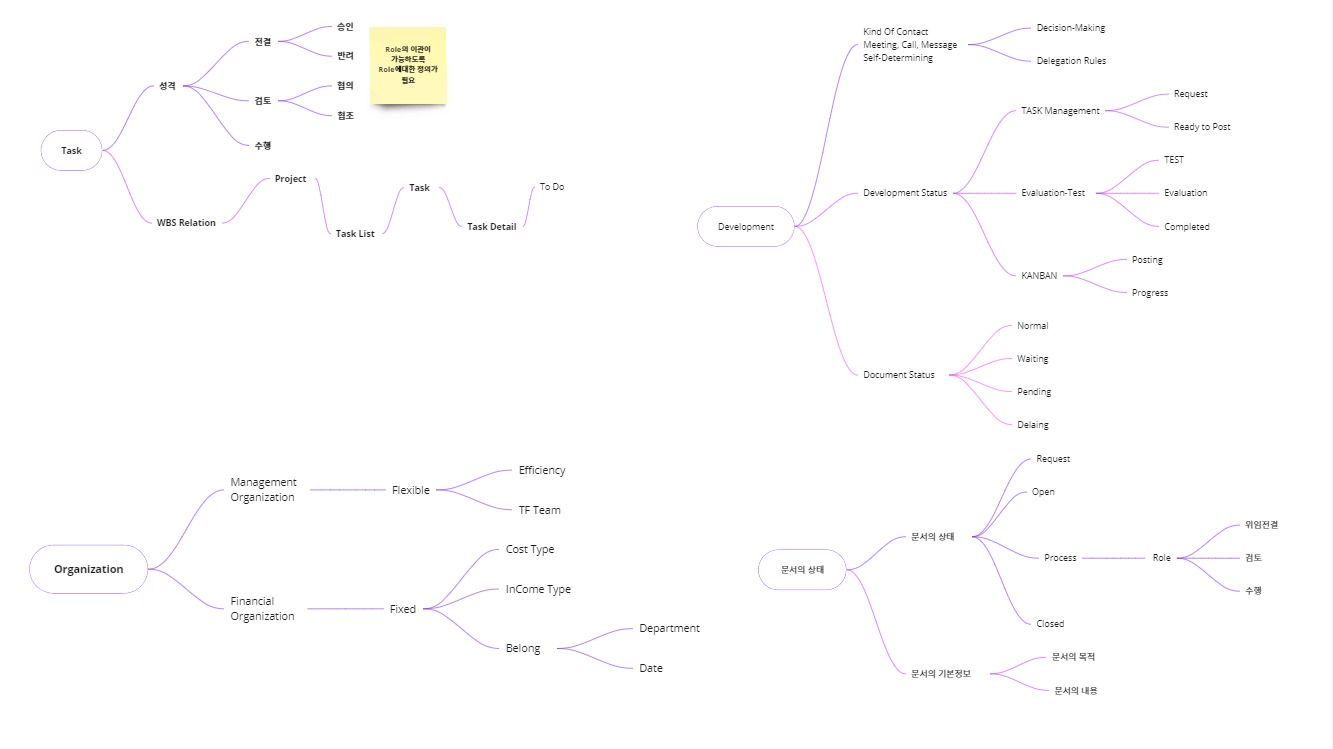 Task
성격
전결
승인
반려
검토
협의
협조
수행
Role의 이관이
가능하도록
Role에대한 정의가
필요
WBS Relation
Project
Task List
Task
Task Detail
To Do
Development
Kind Of Contact
Meeting, Call, Message
Self-Determining
Decision-Making
Delegation Rules
Development Status
TASK Management
Request
Ready to Post
Evaluation-Test
TEST
Evaluation
Completed
KANBAN
Posting
Progress
Document Status
Normal
Waiting
Pending
Delaing
Organization
Management
Organization
Flexible
Efficiency
TF Team
Financial
Organization
Fixed
Cost Type
InCome Type
Belong
Department
Date
문서의 상태
문서의 상태
Request
Open
Process
Role
위임전결
검토
수행
Closed
문서의 기본정보
문서의 목적
문서의 내용